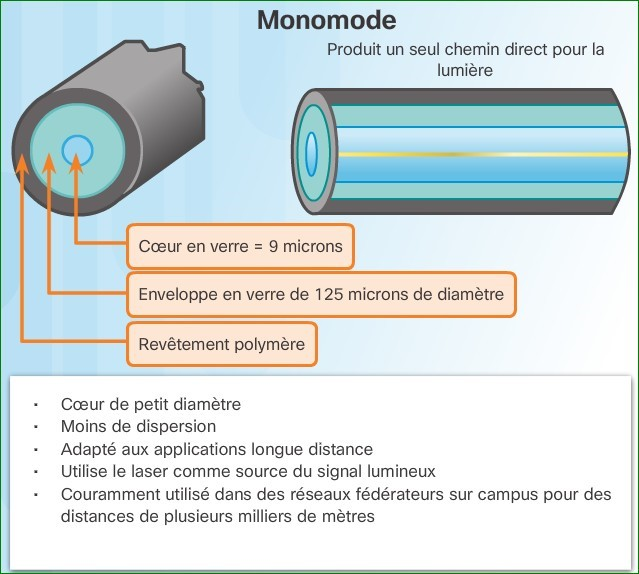 Monomode
Produit un seul chemin direct pour la
lumière
Cœur en verre = 9 microns
Enveloppe en verre de 125 microns de diamètre
Revêtement polymère
▪ Cœur de petit diamètre
▪ Moins de dispersion
▪ Adapté aux applications longue distance
▪ Utilise le laser comme source du signal lumineux
▪ Couramment utilisé dans des réseaux fédérateurs sur campus pour des
distances de plusieurs milliers de mètres